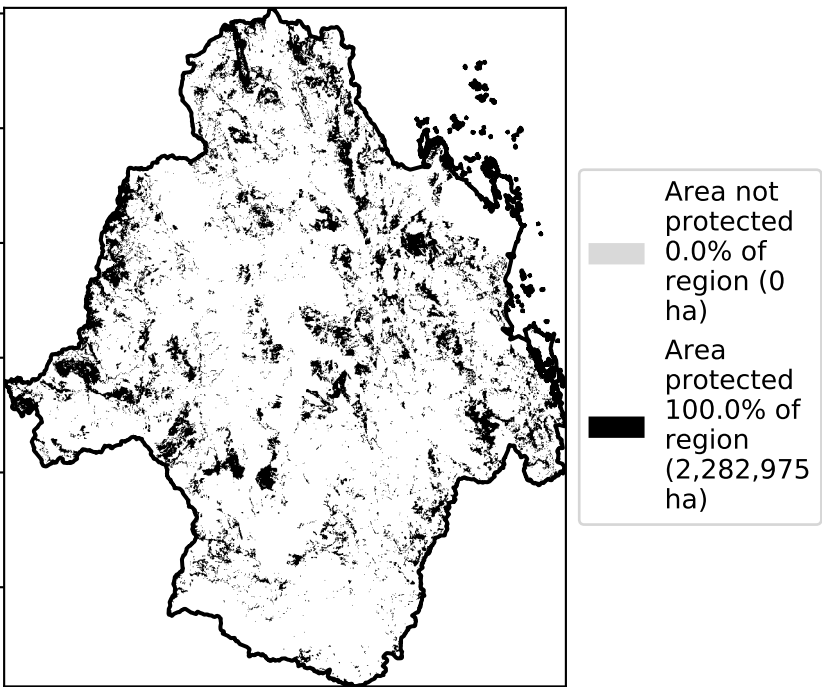 Area not
protected
0.0% of
region (0
ha)
Area
protected
100.0% of
region
(2,282,975
ha)